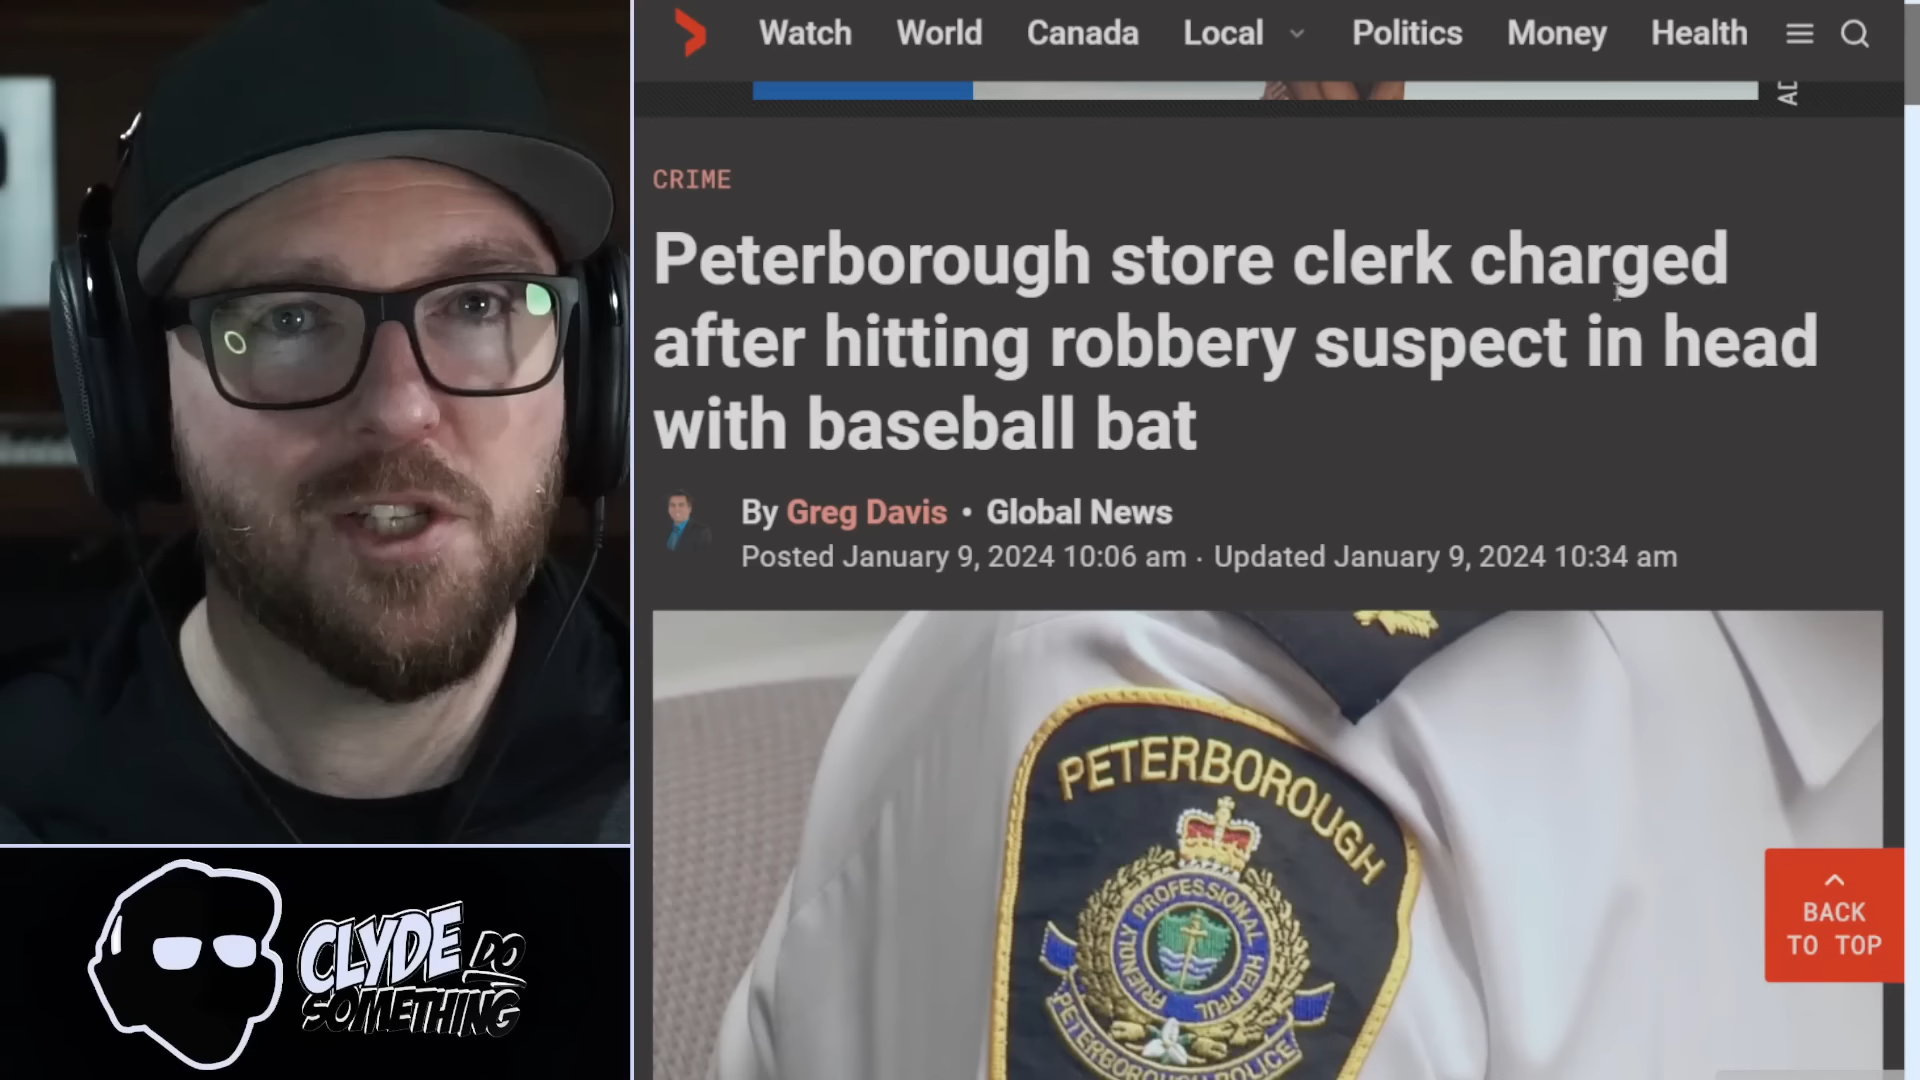 Watch World Canada Local Politics Money Health
AD
CRIME
Peterborough store clerk charged
after hitting robbery suspect in head
with baseball bat
By Greg Davis • Global News
Posted January 9, 2024 10:06 am · Updated January 9, 2024 10:34 am
PETERBOROUGH
PROFESSIONAL
FRIENDLY
HELPFUL
PETERBOROUGH POLICE
BACK
TO TOP
CLYDE DO
SOMETHING